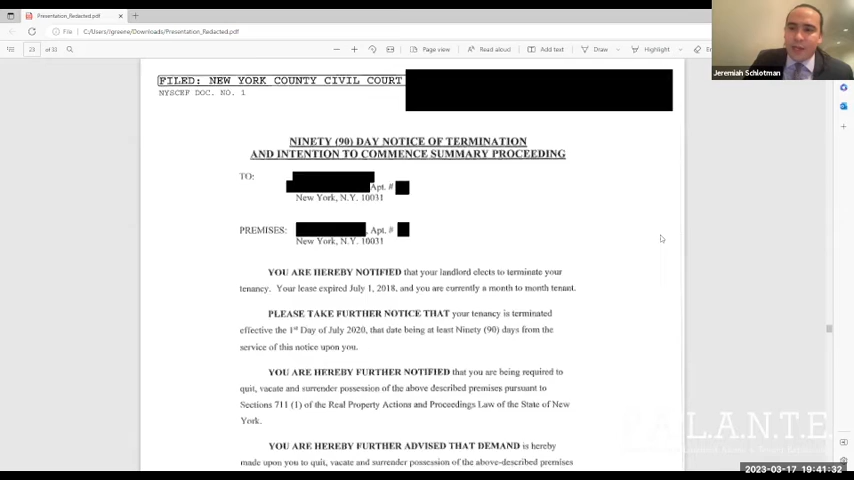 Presentation_Redacted.pdf
File
C:/Users/lgreene/Downloads/Presentation_Redacted.pdf
23 of 31
Page view
Read aloud
Add text
Draw
Highlight
Jeremiah Schlotman
FILED: NEW YORK COUNTY CIVIL COURT
NYSCEF DOC. NO. 1
NINETY (90) DAY NOTICE OF TERMINATION
AND INTENTION TO COMMENCE SUMMARY PROCEEDING
TO:
Apt. #
New York, N.Y. 10031
PREMISES: , Apt. #
New York, N.Y. 10031
YOU ARE HEREBY NOTIFIED that your landlord elects to terminate your
tenancy. Your lease expired July 1, 2018, and you are currently a month to month tenant.
PLEASE TAKE FURTHER NOTICE THAT your tenancy is terminated
effective the 1st Day of July 2020, that date being at least Ninety (90) days from the
service of this notice upon you.
YOU ARE HEREBY FURTHER NOTIFIED that you are being required to
quit, vacate and surrender possession of the above described premises pursuant to
Sections 711 (1) of the Real Property Actions and Proceedings Law of the State of New
York.
YOU ARE HEREBY FURTHER ADVISED THAT DEMAND is hereby
made upon you to quit, vacate and surrender possession of the above-described premises
P.A.L.A.N.T.E.
2023-03-17 19:41:32